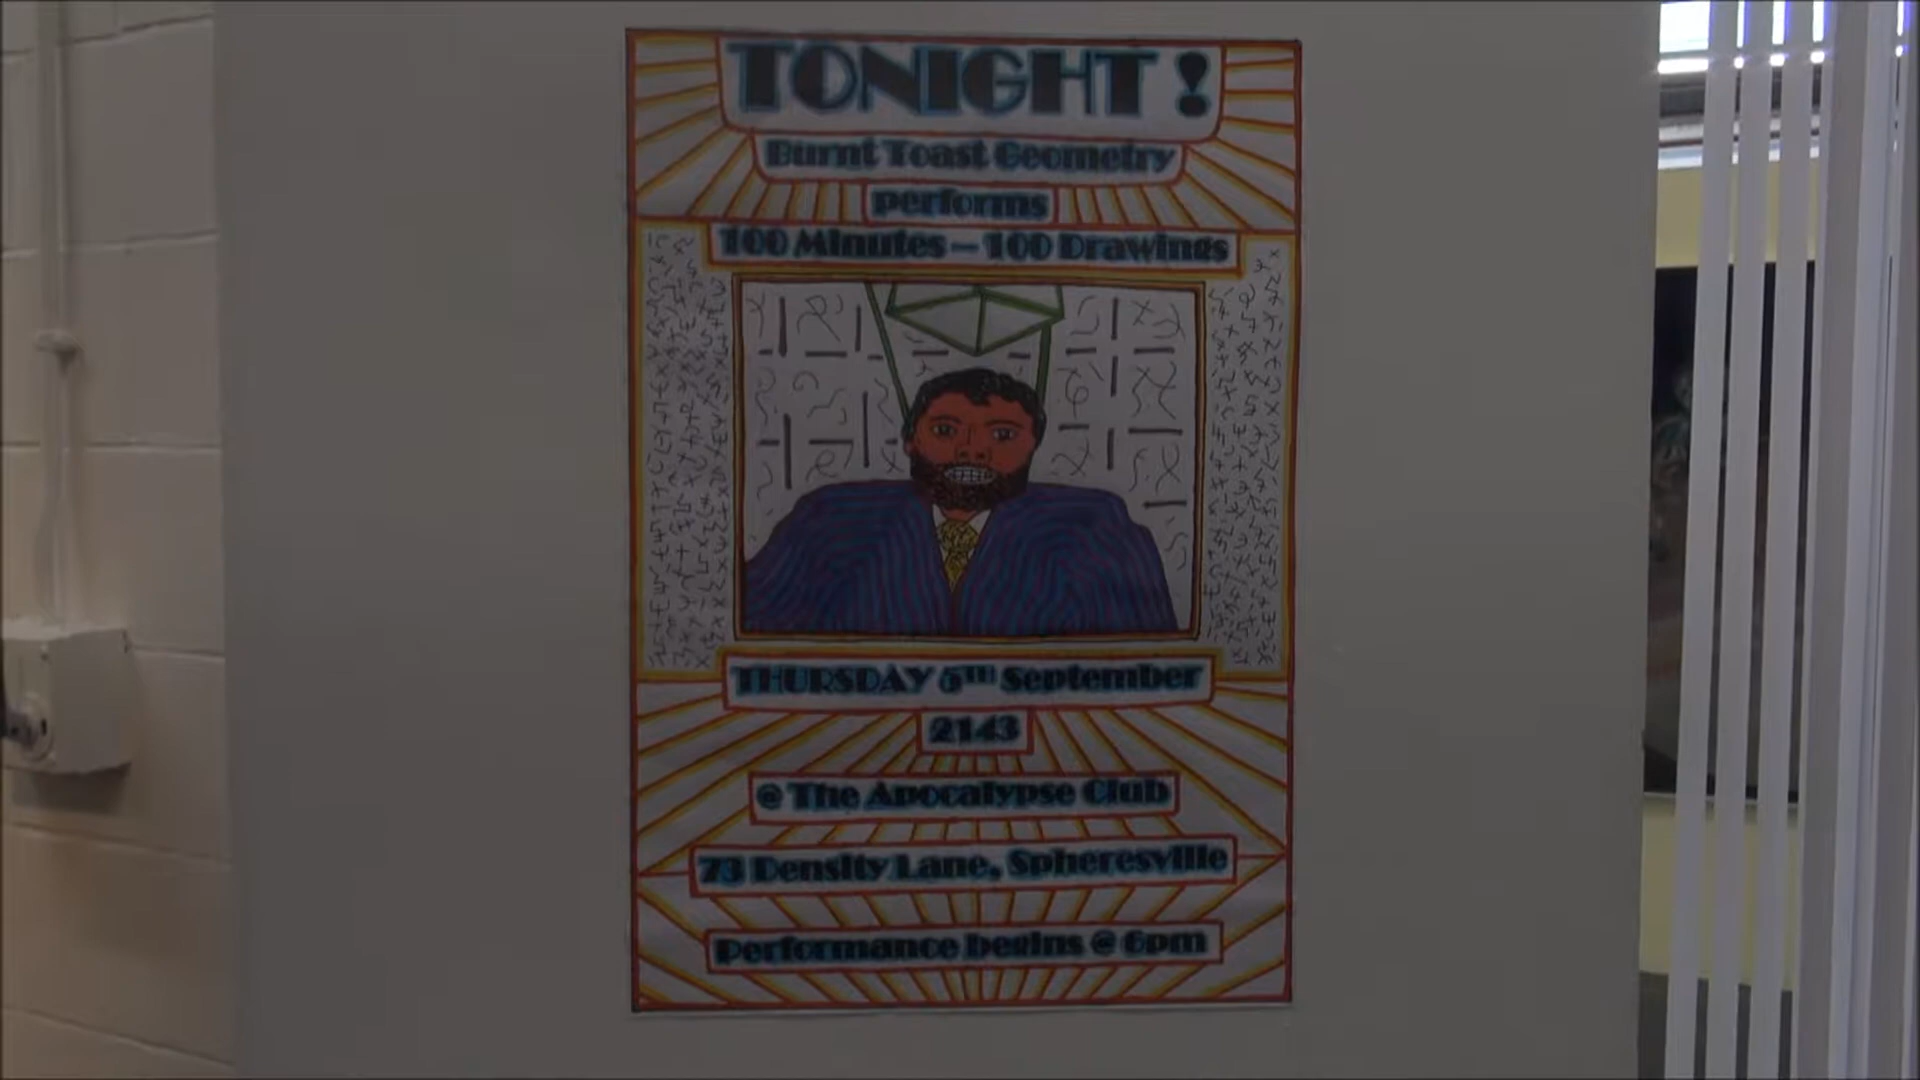 TONIGHT !
Burnt Toast Geometry
performs
100 Minutes — 100 Drawings
THURSDAY 5TH September
2143
@ The Apocalypse Club
73 Density Lane, Spheresville
Performance begins @ 6pm